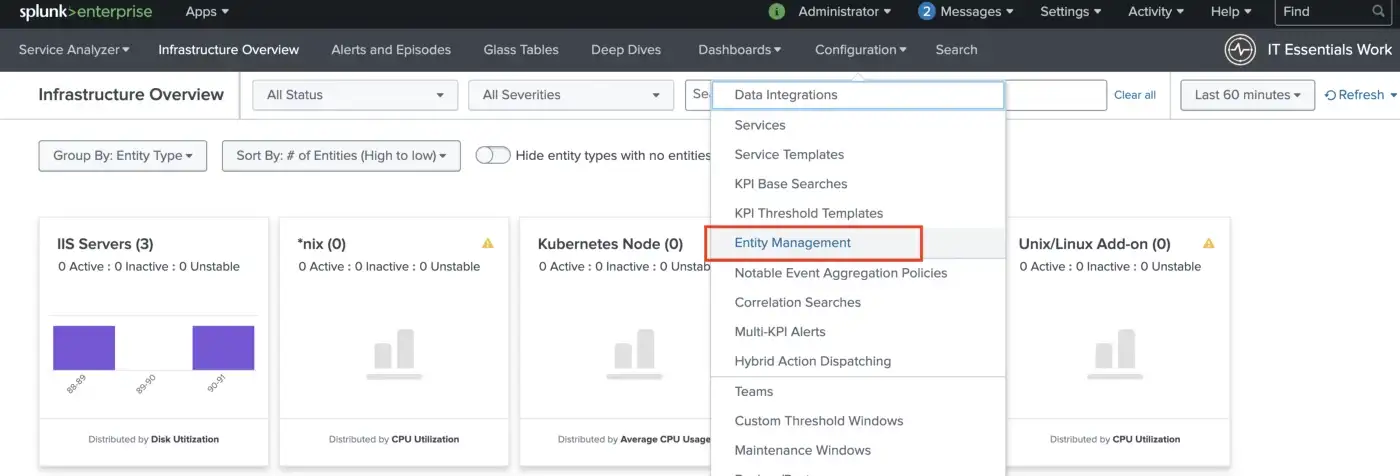 splunk>enterprise Apps Administrator 2 Messages Settings Activity Help Find
Service Analyzer Infrastructure Overview Alerts and Episodes Glass Tables Deep Dives Dashboards Configuration Search IT Essentials Work
Infrastructure Overview All Status All Severities Clear all Last 60 minutes Refresh
Group By: Entity Type Sort By: # of Entities (High to low) Hide entity types with no entities
Data Integrations
Services
Service Templates
KPI Base Searches
KPI Threshold Templates
Entity Management
Notable Event Aggregation Policies
Correlation Searches
Multi-KPI Alerts
Hybrid Action Dispatching
Teams
Custom Threshold Windows
Maintenance Windows
IIS Servers (3)
0 Active : 0 Inactive : 0 Unstable
88-89 89-90 90-91
Distributed by Disk Utitization
*nix (0)
0 Active : 0 Inactive : 0 Unstable
Distributed by CPU Utilization
Kubernetes Node (0)
0 Active : 0 Inactive : 0 Unstab
Distributed by Average CPU Usage
Unix/Linux Add-on (0)
0 Active : 0 Inactive : 0 Unstable
Distributed by CPU Utilization